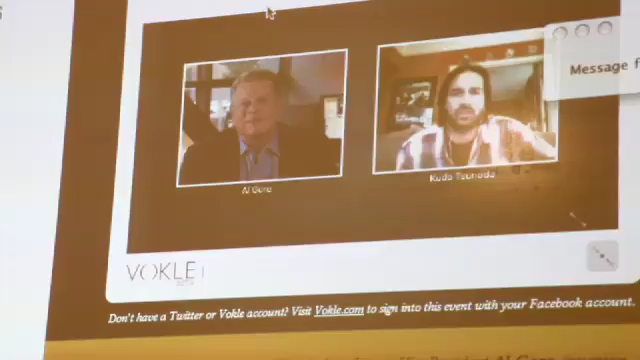 Message f
Al Gore
Kudo Tsunoda
VOKLE
BETA
Don't have a Twitter or Vokle account? Visit Vokle.com to sign into this event with your Facebook account.